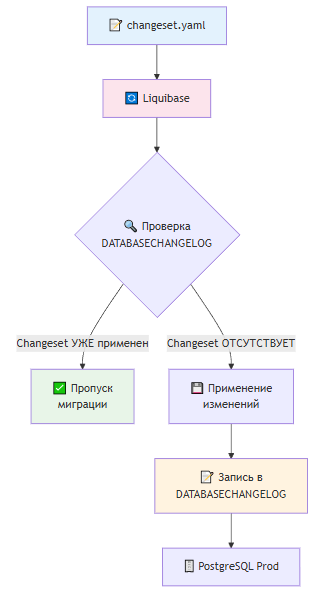 📝 changeset.yaml
🔄 Liquibase
🔍 Проверка
DATABASECHANGELOG
Changeset УЖЕ применен
Changeset ОТСУТСТВУЕТ
✅ Пропуск
миграции
💾 Применение
изменений
📝 Запись в
DATABASECHANGELOG
🗄 PostgreSQL Prod